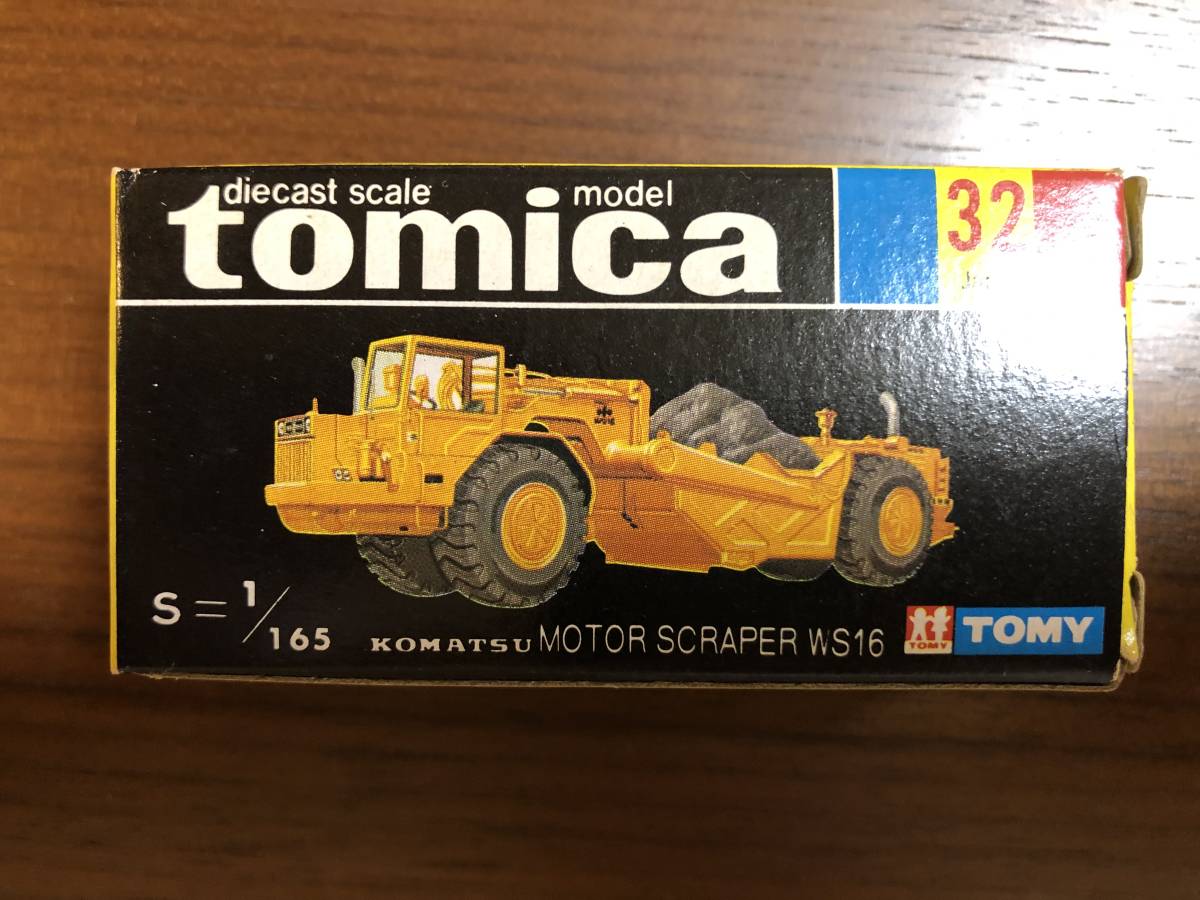 diecast scale model
tomica
32
S = 1/165
KOMATSU MOTOR SCRAPER WS16
TOMY
TOMY